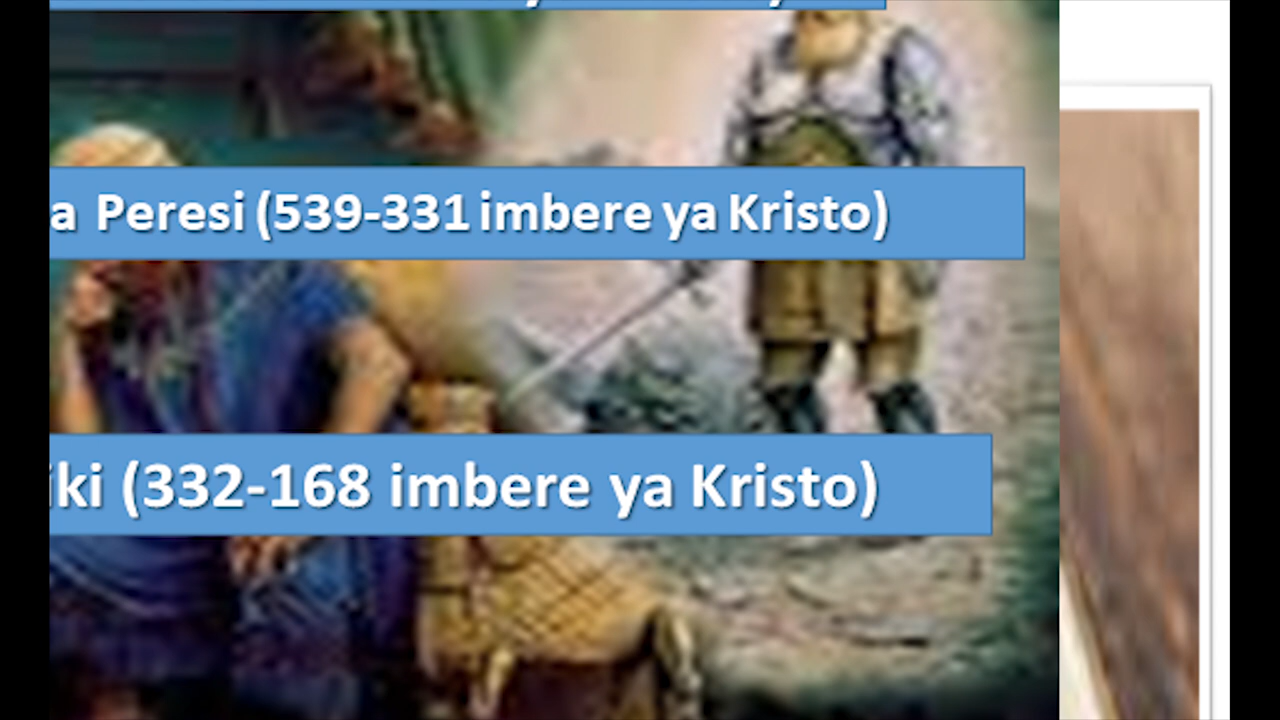 a Peresi (539-331 imbere ya Kristo)
iki (332-168 imbere ya Kristo)